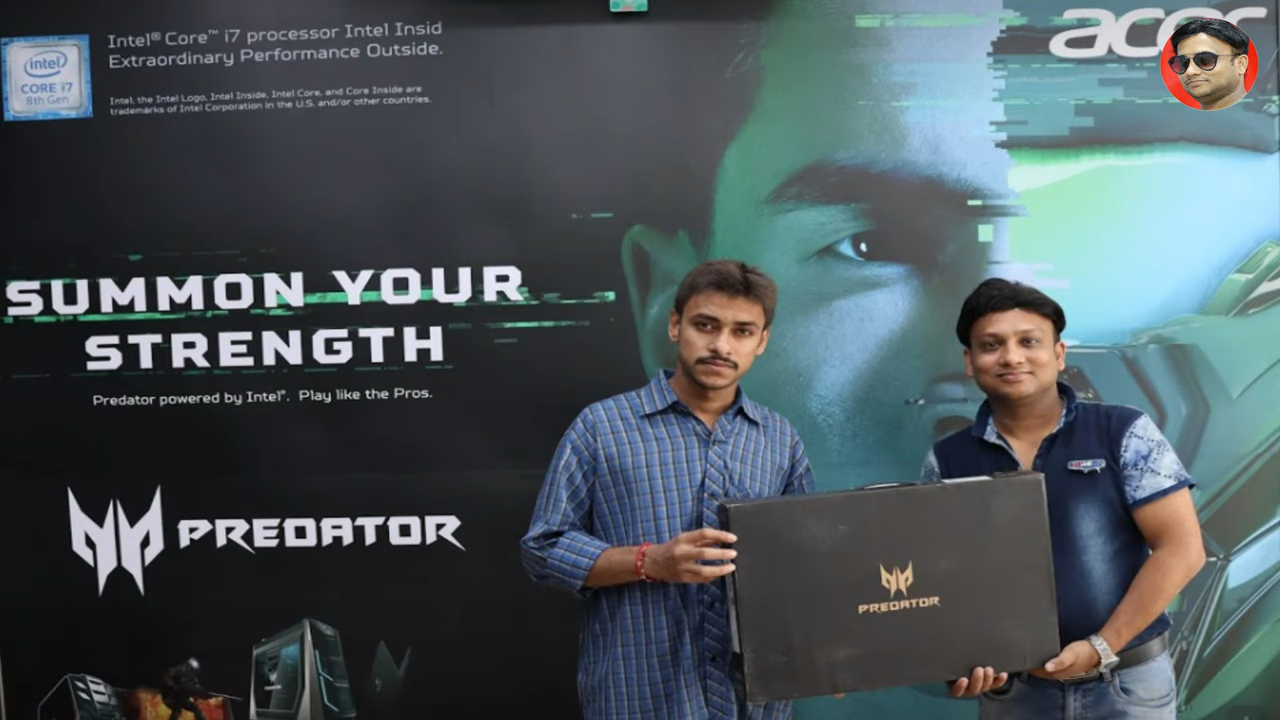 Intel® Core™ i7 processor Intel Insid
Extraordinary Performance Outside.
intel
CORE i7
8th Gen
Intel, the Intel Logo, Intel Inside, Intel Core, and Core Inside are
trademarks of Intel Corporation in the U.S. and/or other countries.
acer
SUMMON YOUR
STRENGTH
Predator powered by Intel®. Play like the Pros.
PREDATOR
PREDATOR